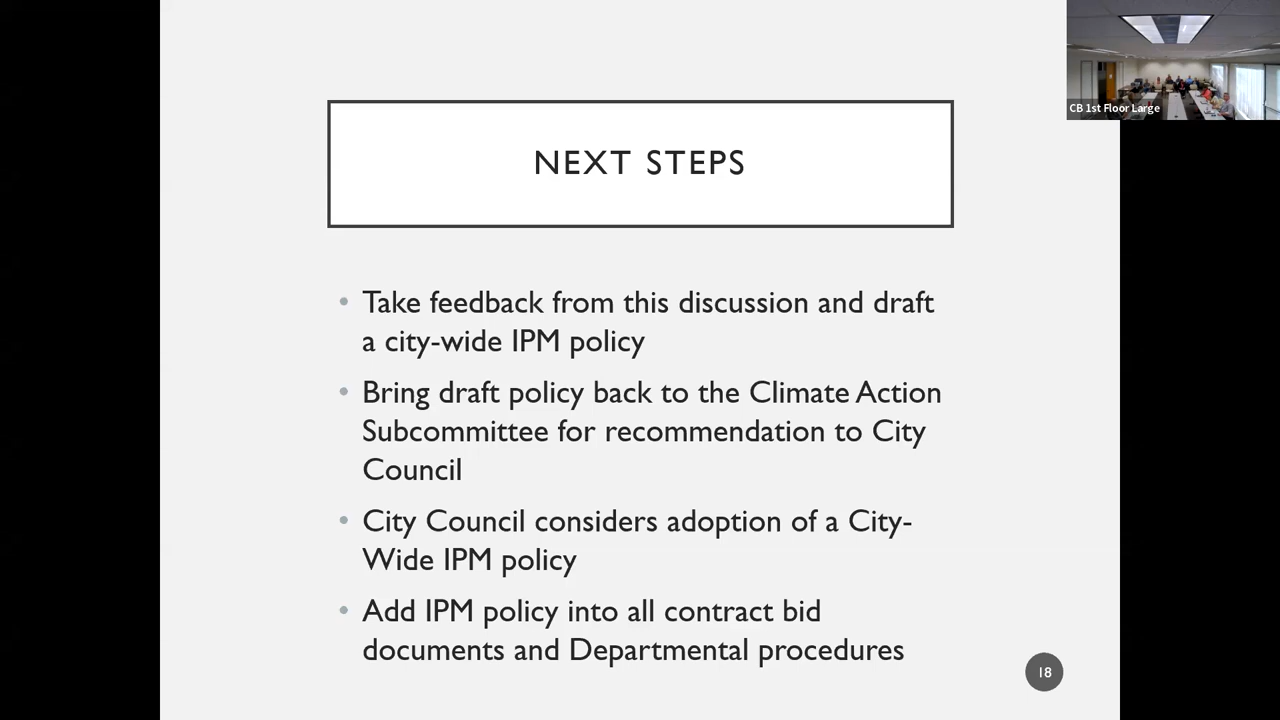 CB 1st Floor Large
NEXT STEPS
• Take feedback from this discussion and draft
a city-wide IPM policy
• Bring draft policy back to the Climate Action
Subcommittee for recommendation to City
Council
• City Council considers adoption of a City-
Wide IPM policy
• Add IPM policy into all contract bid
documents and Departmental procedures
18